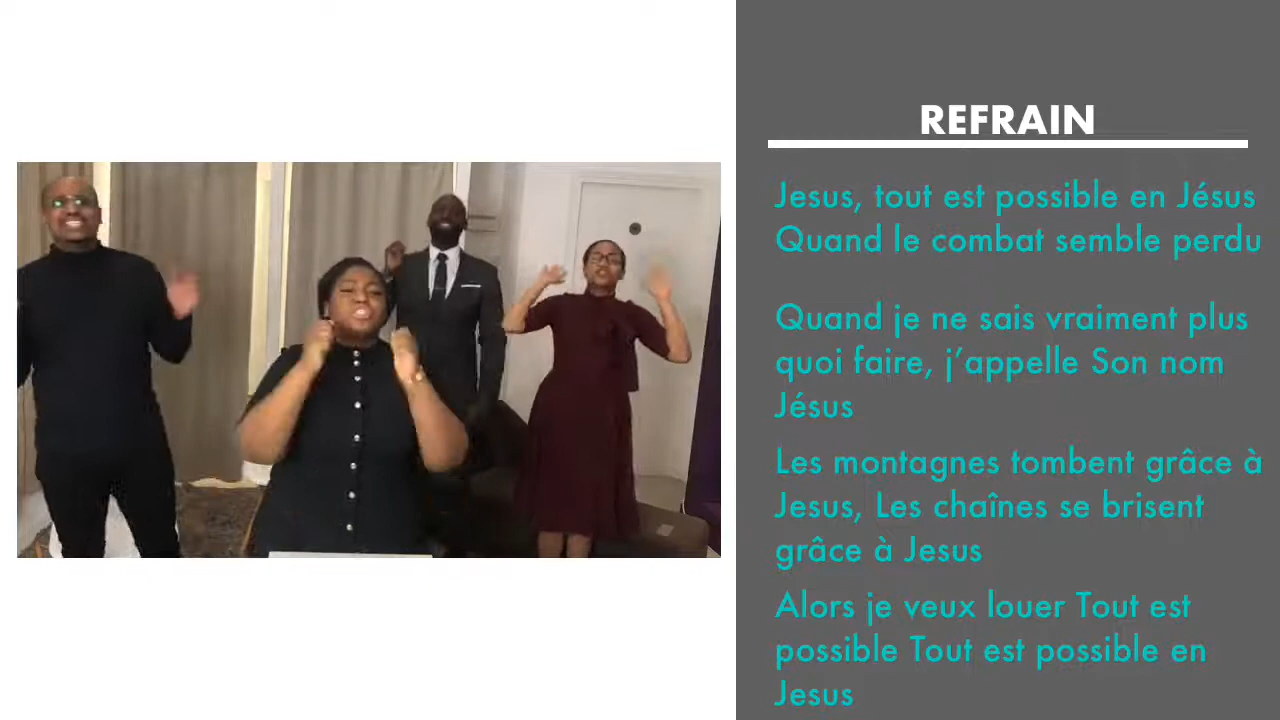 REFRAIN
Jesus, tout est possible en Jésus
Quand le combat semble perdu
Quand je ne sais vraiment plus
quoi faire, j’appelle Son nom
Jésus
Les montagnes tombent grâce à
Jesus, Les chaînes se brisent
grâce à Jesus
Alors je veux louer Tout est
possible Tout est possible en
Jesus